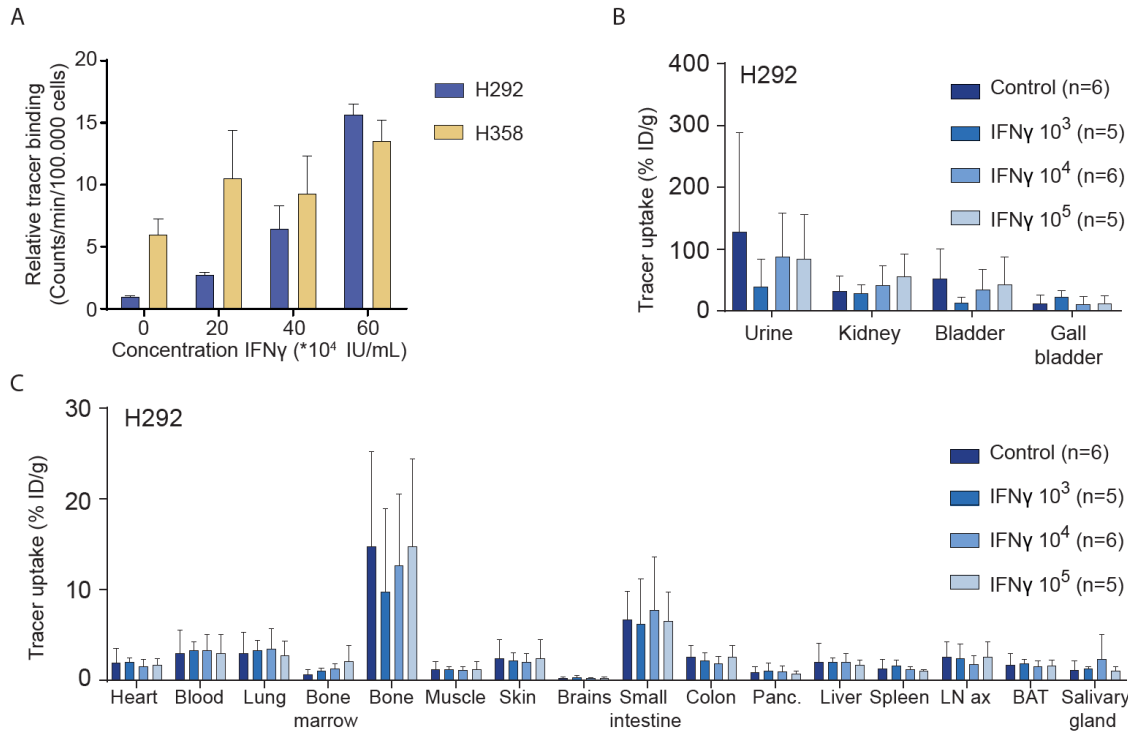 A
Relative tracer binding
(Counts/min/100.000 cells)
20
15
10
5
0
0 20 40 60
Concentration IFNγ (*10⁴ IU/mL)
H292
H358
B
H292
Tracer uptake (% ID/g)
400
300
200
100
0
Urine Kidney Bladder Gall
bladder
Control (n=6)
IFNγ 10³ (n=5)
IFNγ 10⁴ (n=6)
IFNγ 10⁵ (n=5)
C
H292
Tracer uptake (% ID/g)
30
20
10
0
Heart Blood Lung Bone Bone Muscle Skin Brains Small Colon Panc. Liver Spleen LN ax BAT Salivary
marrow intestine gland
Control (n=6)
IFNγ 10³ (n=5)
IFNγ 10⁴ (n=6)
IFNγ 10⁵ (n=5)